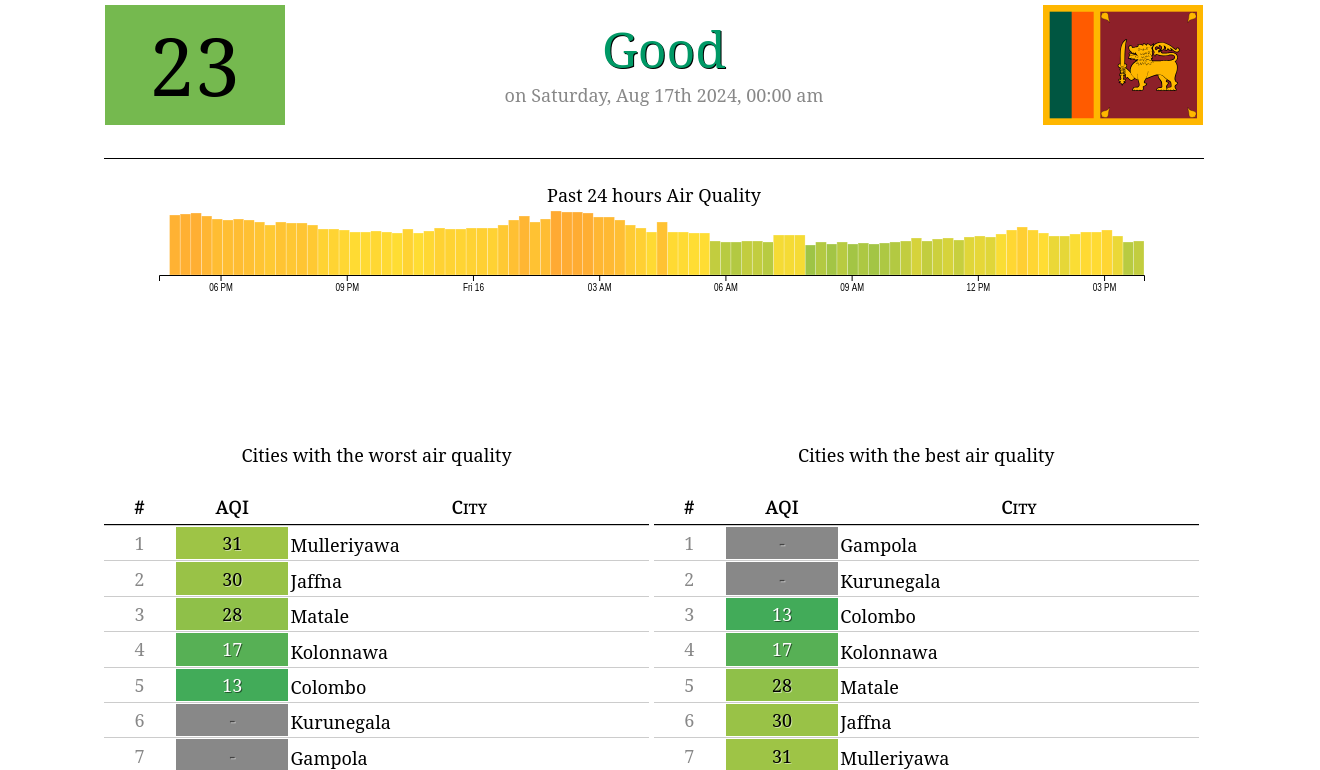 23
Good
on Saturday, Aug 17th 2024, 00:00 am
Past 24 hours Air Quality
06 PM 09 PM Fri 16 03 AM 06 AM 09 AM 12 PM 03 PM
Cities with the worst air quality
# AQI City
1 31 Mulleriyawa
2 30 Jaffna
3 28 Matale
4 17 Kolonnawa
5 13 Colombo
6 - Kurunegala
7 - Gampola
Cities with the best air quality
# AQI City
1 - Gampola
2 - Kurunegala
3 13 Colombo
4 17 Kolonnawa
5 28 Matale
6 30 Jaffna
7 31 Mulleriyawa